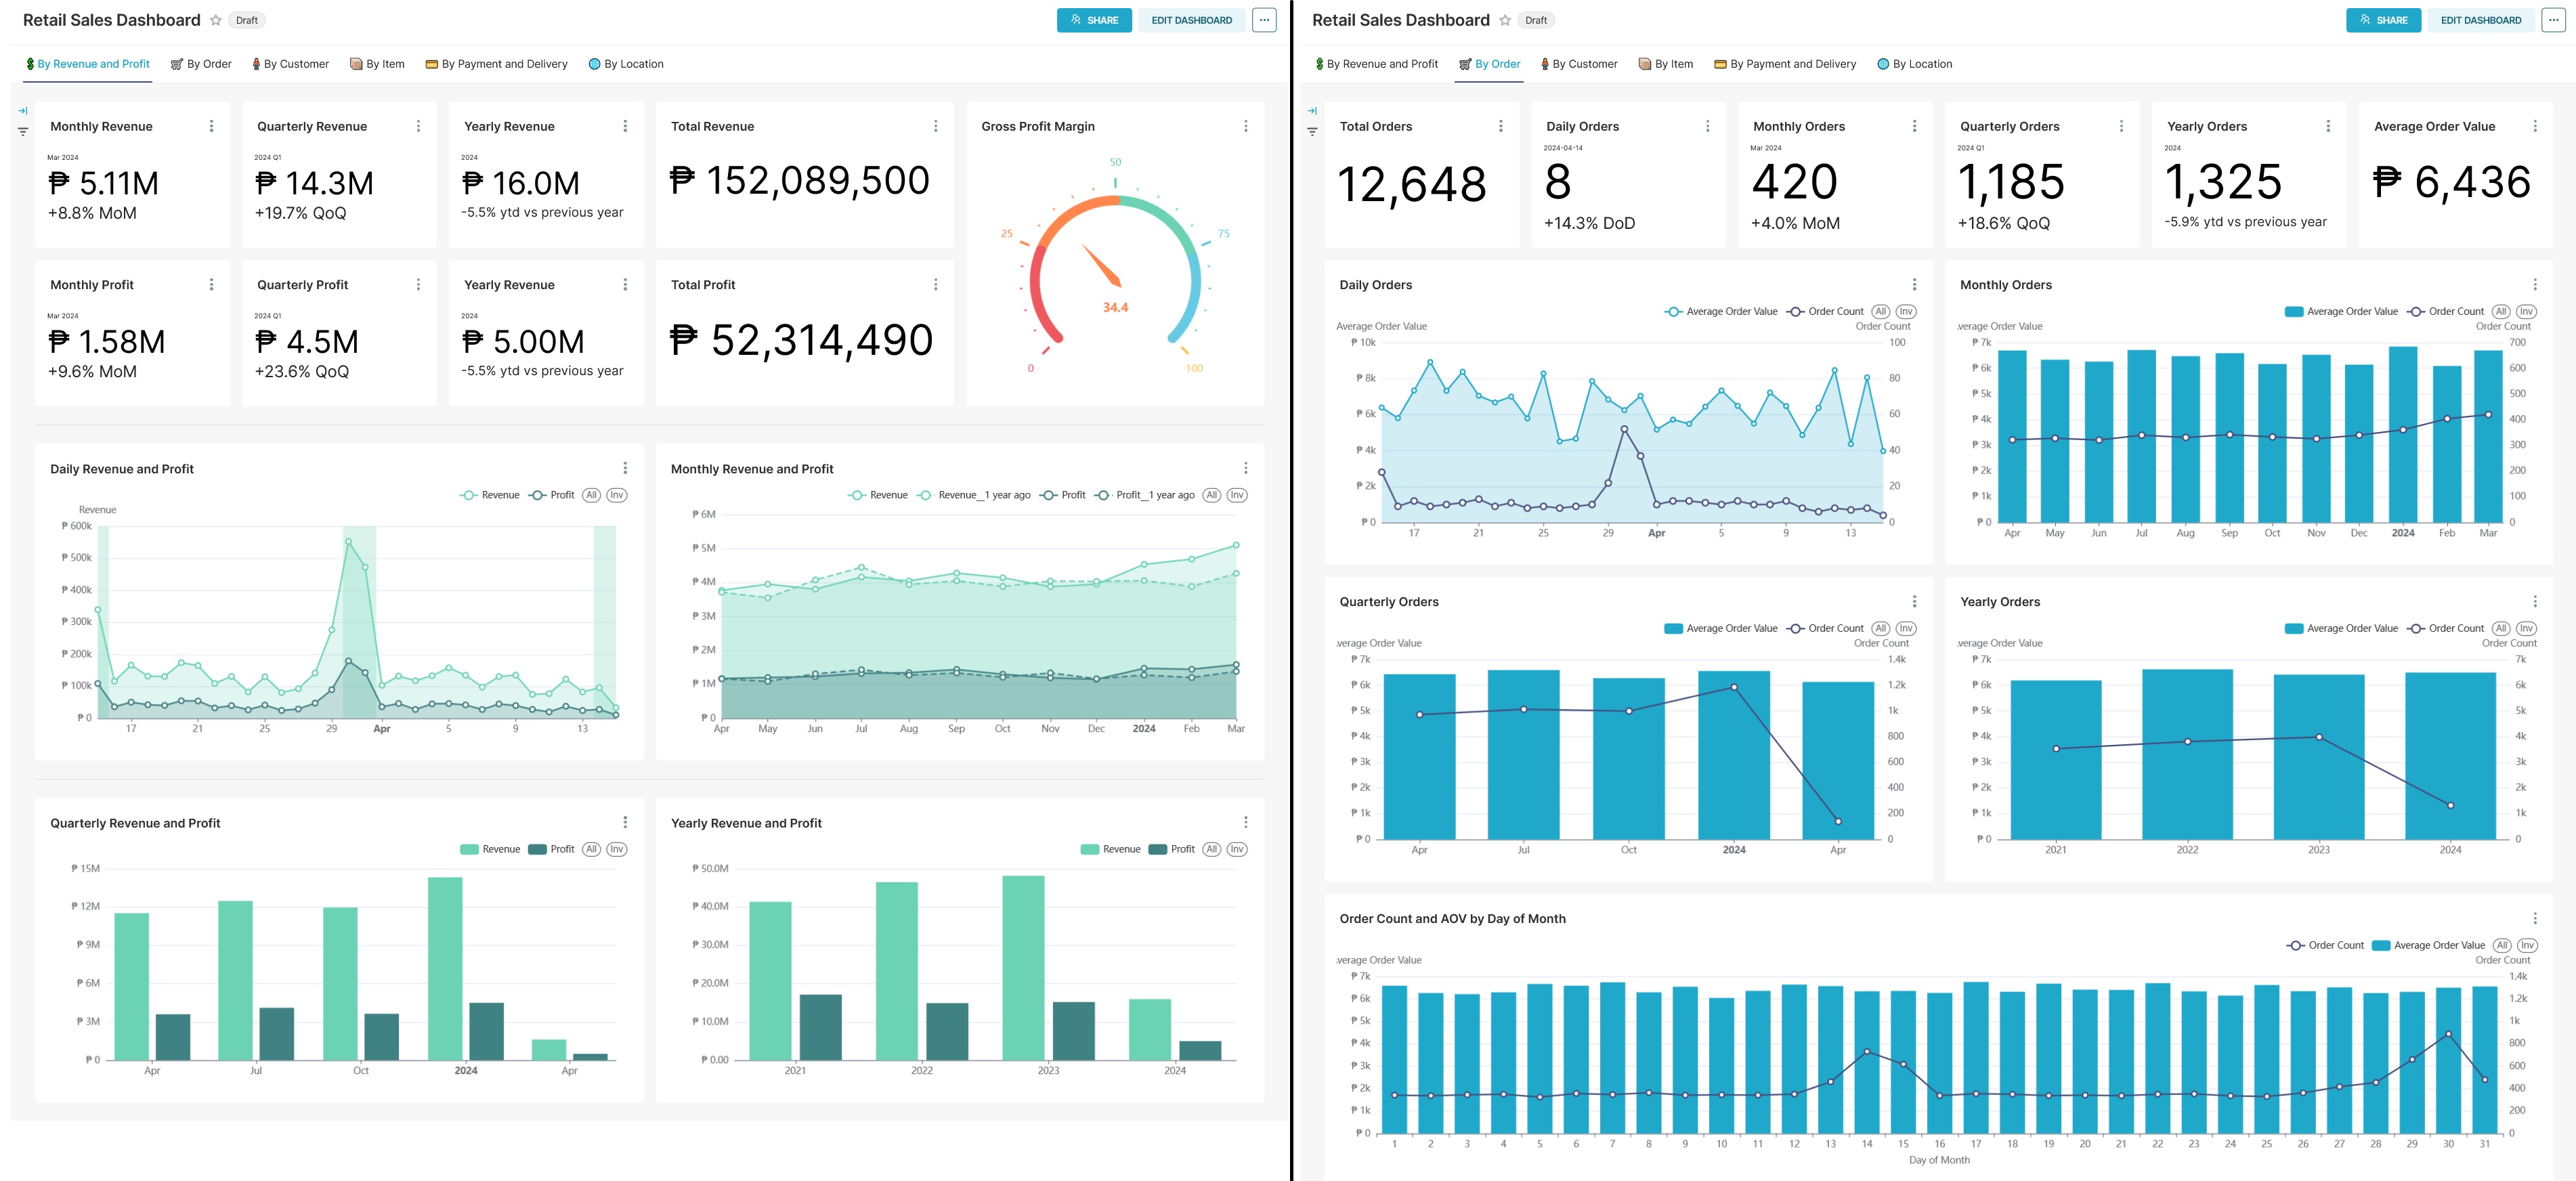 Retail Sales Dashboard Draft SHARE EDIT DASHBOARD ...
By Revenue and Profit By Order By Customer By Item By Payment and Delivery By Location
Monthly Revenue
Mar 2024
₱ 5.11M
+8.8% MoM
Quarterly Revenue
2024 Q1
₱ 14.3M
+19.7% QoQ
Yearly Revenue
2024
₱ 16.0M
-5.5% ytd vs previous year
Total Revenue
₱ 152,089,500
Gross Profit Margin
0 25 50 75 100
34.4
Monthly Profit
Mar 2024
₱ 1.58M
+9.6% MoM
Quarterly Profit
2024 Q1
₱ 4.5M
+23.6% QoQ
Yearly Revenue
2024
₱ 5.00M
-5.5% ytd vs previous year
Total Profit
₱ 52,314,490
Daily Revenue and Profit
Revenue Profit All Inv
Revenue
₱ 600k
₱ 500k
₱ 400k
₱ 300k
₱ 200k
₱ 100k
₱ 0
17 21 25 29 Apr 5 9 13
Monthly Revenue and Profit
Revenue Revenue__1 year ago Profit Profit__1 year ago All Inv
₱ 6M
₱ 5M
₱ 4M
₱ 3M
₱ 2M
₱ 1M
₱ 0
Apr May Jun Jul Aug Sep Oct Nov Dec 2024 Feb Mar
Quarterly Revenue and Profit
Revenue Profit All Inv
₱ 15M
₱ 12M
₱ 9M
₱ 6M
₱ 3M
₱ 0
Apr Jul Oct 2024 Apr
Yearly Revenue and Profit
Revenue Profit All Inv
₱ 50.0M
₱ 40.0M
₱ 30.0M
₱ 20.0M
₱ 10.0M
₱ 0.00
2021 2022 2023 2024
Retail Sales Dashboard Draft SHARE EDIT DASHBOARD ...
By Revenue and Profit By Order By Customer By Item By Payment and Delivery By Location
Total Orders
12,648
Daily Orders
2024-04-14
8
+14.3% DoD
Monthly Orders
Mar 2024
420
+4.0% MoM
Quarterly Orders
2024 Q1
1,185
+18.6% QoQ
Yearly Orders
2024
1,325
-5.9% ytd vs previous year
Average Order Value
₱ 6,436
Daily Orders
Average Order Value Order Count All Inv
Average Order Value Order Count
₱ 10k 100
₱ 8k 80
₱ 6k 60
₱ 4k 40
₱ 2k 20
₱ 0 0
17 21 25 29 Apr 5 9 13
Monthly Orders
Average Order Value Order Count All Inv
verage Order Value Order Count
₱ 7k 700
₱ 6k 600
₱ 5k 500
₱ 4k 400
₱ 3k 300
₱ 2k 200
₱ 1k 100
₱ 0 0
Apr May Jun Jul Aug Sep Oct Nov Dec 2024 Feb Mar
Quarterly Orders
Average Order Value Order Count All Inv
verage Order Value Order Count
₱ 7k 1.4k
₱ 6k 1.2k
₱ 5k 1k
₱ 4k 800
₱ 3k 600
₱ 2k 400
₱ 1k 200
₱ 0 0
Apr Jul Oct 2024 Apr
Yearly Orders
Average Order Value Order Count All Inv
verage Order Value Order Count
₱ 7k 7k
₱ 6k 6k
₱ 5k 5k
₱ 4k 4k
₱ 3k 3k
₱ 2k 2k
₱ 1k 1k
₱ 0 0
2021 2022 2023 2024
Order Count and AOV by Day of Month
Order Count Average Order Value All Inv
verage Order Value Order Count
₱ 7k 1.4k
₱ 6k 1.2k
₱ 5k 1k
₱ 4k 800
₱ 3k 600
₱ 2k 400
₱ 1k 200
₱ 0 0
1 2 3 4 5 6 7 8 9 10 11 12 13 14 15 16 17 18 19 20 21 22 23 24 25 26 27 28 29 30 31
Day of Month